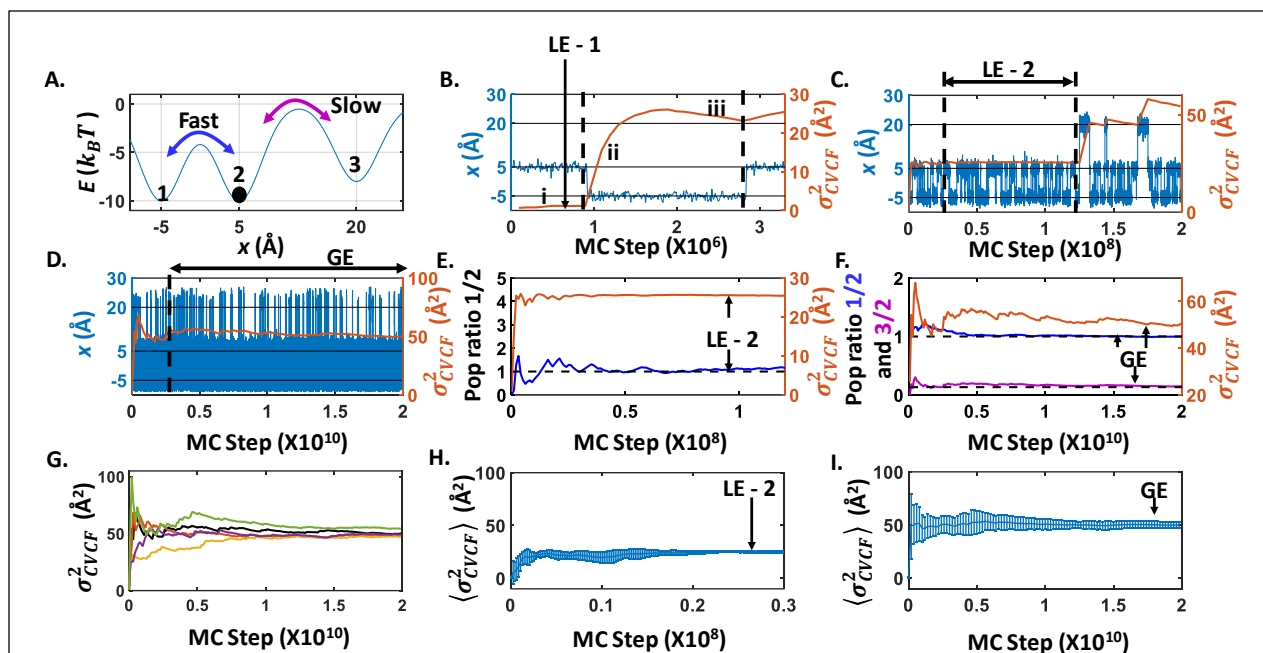 A.
E (k_BT)
0
-5
-10
Fast
Slow
1
2
3
-5
5
20
x (Å)
B.
LE - 1
x (Å)
30
20
5
-5
i
ii
iii
30
20
10
0
σ²_CVCF (Å²)
1
2
3
MC Step (X10⁶)
C.
LE - 2
x (Å)
30
20
5
-5
50
0
σ²_CVCF (Å²)
0
0.5
1
1.5
2
MC Step (X10⁸)
D.
GE
x (Å)
30
20
5
-5
100
50
0
σ²_CVCF (Å²)
0
0.5
1
1.5
2
MC Step (X10¹⁰)
E.
Pop ratio 1/2
5
4
3
2
1
0
LE - 2
30
20
10
0
σ²_CVCF (Å²)
0
0.5
1
MC Step (X10⁸)
F.
Pop ratio 1/2
and 3/2
2
1.5
1
0.5
0
GE
GE
60
40
20
σ²_CVCF (Å²)
0
0.5
1
1.5
2
MC Step (X10¹⁰)
G.
σ²_CVCF (Å²)
100
50
0
0
0.5
1
1.5
2
MC Step (X10¹⁰)
H.
⟨σ²_CVCF⟩ (Å²)
100
50
0
LE - 2
0
0.1
0.2
0.3
MC Step (X10⁸)
I.
⟨σ²_CVCF⟩ (Å²)
100
50
0
GE
0
0.5
1
1.5
2
MC Step (X10¹⁰)